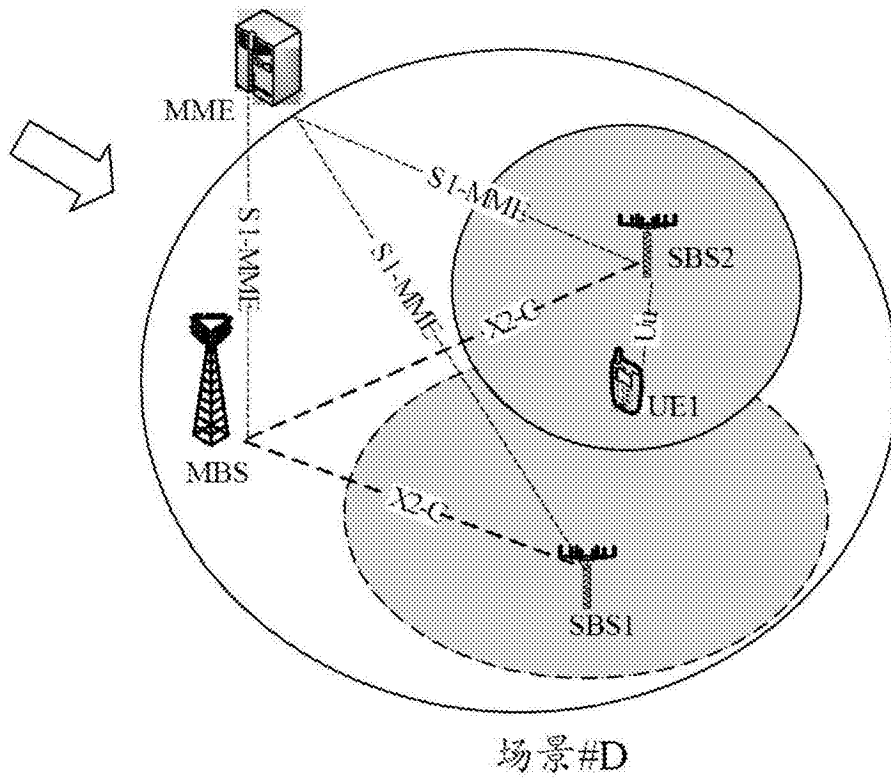 MME
S1-MME
S1-MME
S1-MME
SBS2
X2-C
Uu
UE1
MBS
X2-C
SBS1
场景#D